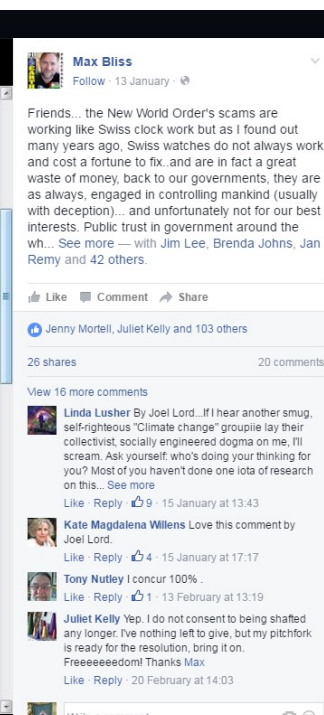 Max Bliss
Follow · 13 January ·
Friends... the New World Order's scams are
working like Swiss clock work but as I found out
many years ago, Swiss watches do not always work
and cost a fortune to fix..and are in fact a great
waste of money, back to our governments, they are
as always, engaged in controlling mankind (usually
with deception)... and unfortunately not for our best
interests. Public trust in government around the
wh... See more — with Jim Lee, Brenda Johns, Jan
Remy and 42 others.
Like Comment Share
Jenny Mortell, Juliet Kelly and 103 others
26 shares 20 comments
View 16 more comments
Linda Lusher By Joel Lord...If I hear another smug,
self-righteous "Climate change" groupiie lay their
collectivist, socially engineered dogma on me, I'll
scream. Ask yourself: who's doing your thinking for
you? Most of you haven't done one iota of research
on this... See more
Like · Reply · 9 · 15 January at 13:43
Kate Magdalena Willens Love this comment by
Joel Lord.
Like · Reply · 4 · 15 January at 17:17
Tony Nutley I concur 100% .
Like · Reply · 1 · 13 February at 13:19
Juliet Kelly Yep. I do not consent to being shafted
any longer. I've nothing left to give, but my pitchfork
is ready for the resolution, bring it on.
Freeeeeeedom! Thanks Max
Like · Reply · 20 February at 14:03